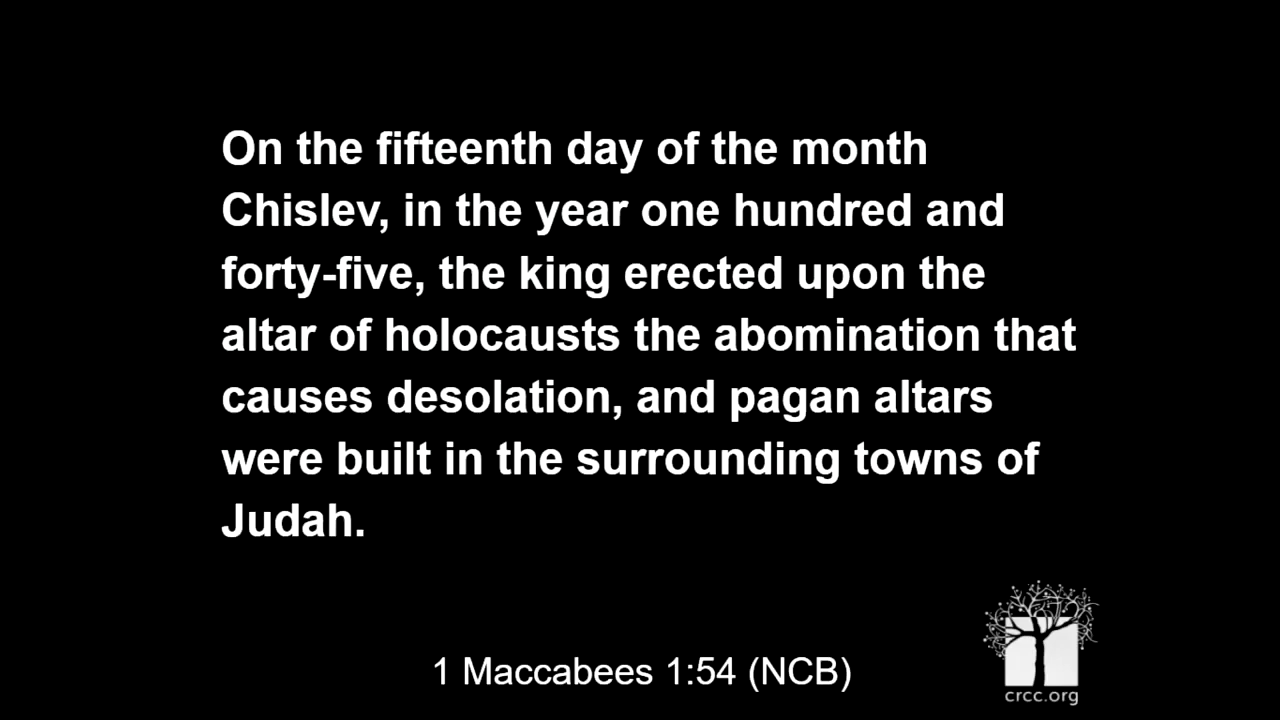 On the fifteenth day of the month
Chislev, in the year one hundred and
forty-five, the king erected upon the
altar of holocausts the abomination that
causes desolation, and pagan altars
were built in the surrounding towns of
Judah.
1 Maccabees 1:54 (NCB)
crcc.org